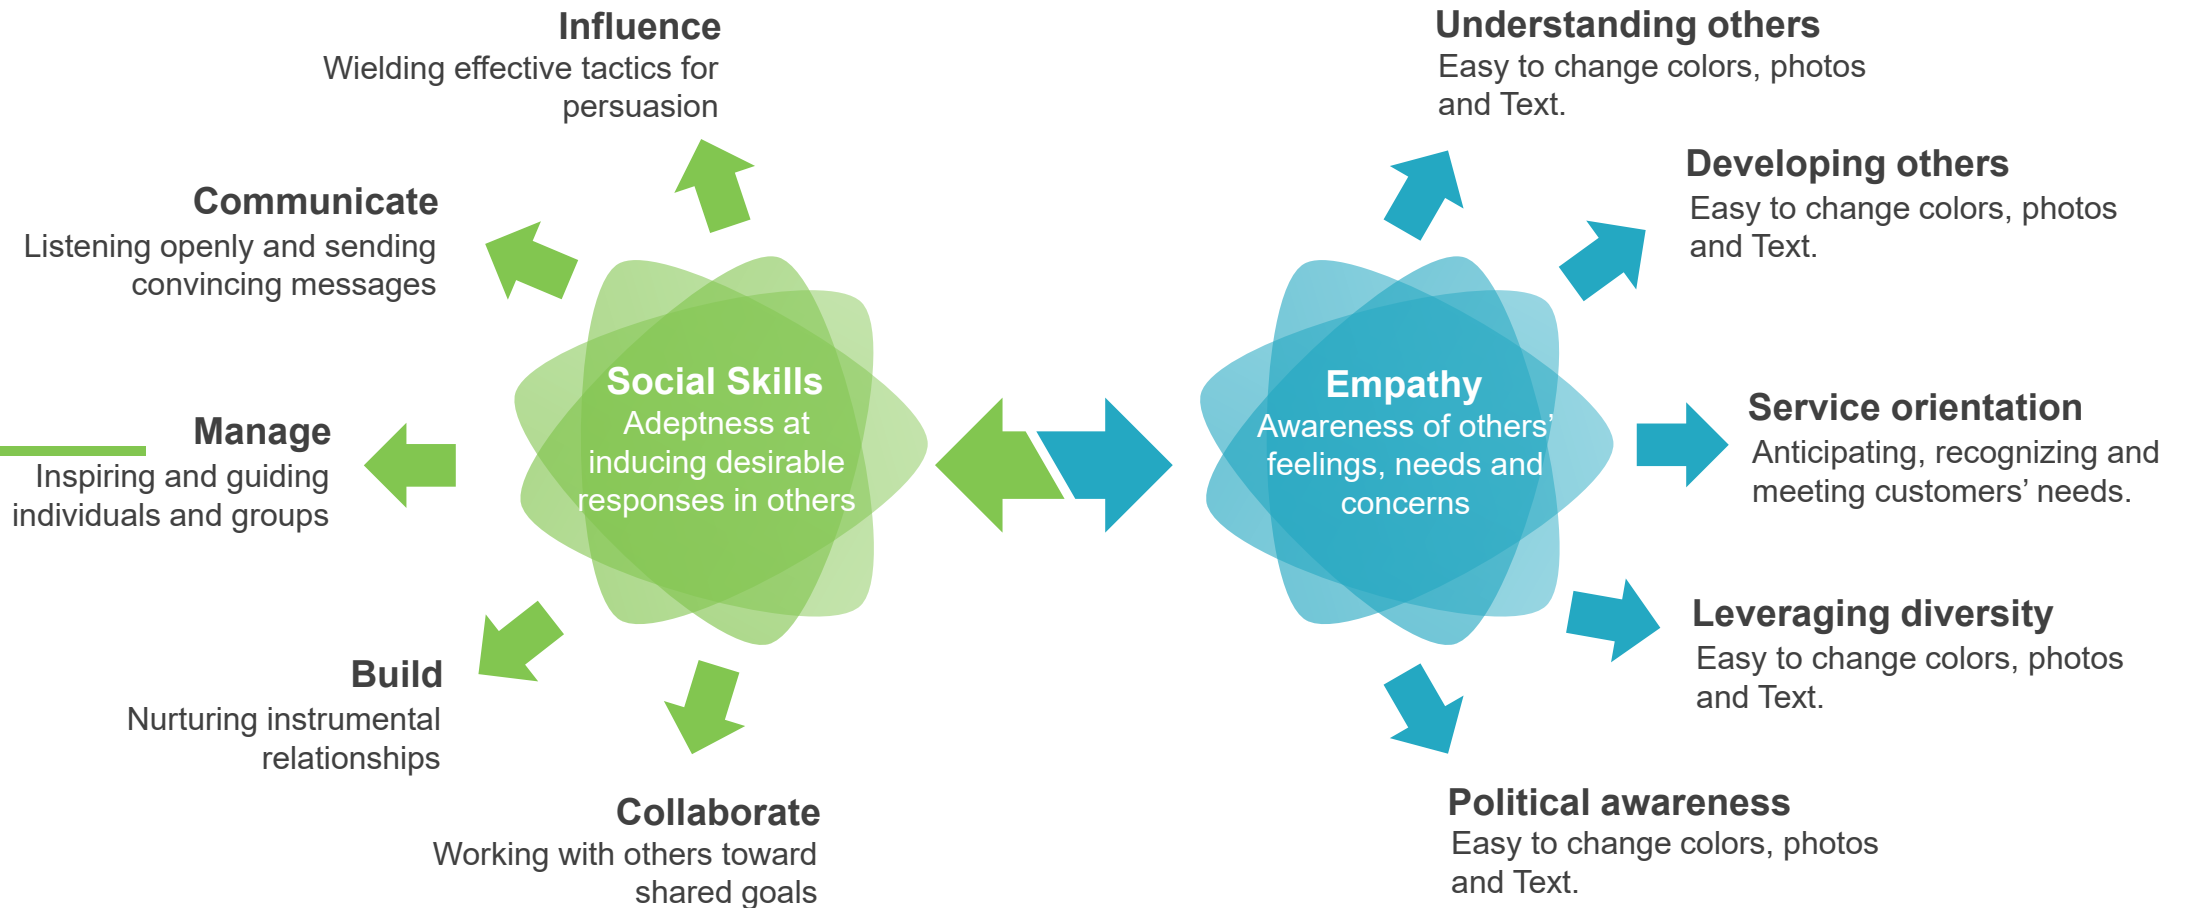 Influence
Wielding effective tactics for
persuasion
Communicate
Listening openly and sending
convincing messages
Manage
Inspiring and guiding
individuals and groups
Build
Nurturing instrumental
relationships
Collaborate
Working with others toward
shared goals
Social Skills
Adeptness at
inducing desirable
responses in others
Empathy
Awareness of others’
feelings, needs and
concerns
Understanding others
Easy to change colors, photos
and Text.
Developing others
Easy to change colors, photos
and Text.
Service orientation
Anticipating, recognizing and
meeting customers’ needs.
Leveraging diversity
Easy to change colors, photos
and Text.
Political awareness
Easy to change colors, photos
and Text.